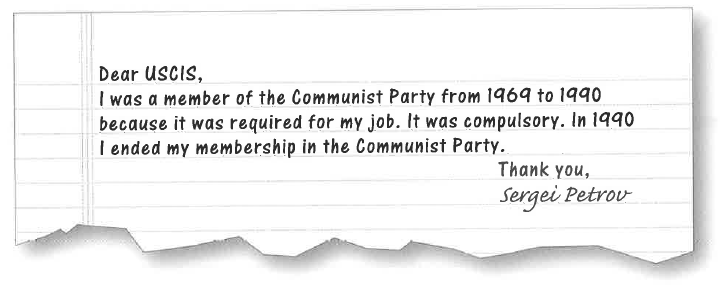 Dear USCIS,
I was a member of the Communist Party from 1969 to 1990
because it was required for my job. It was compulsory. In 1990
I ended my membership in the Communist Party.
Thank you,
Sergei Petrov